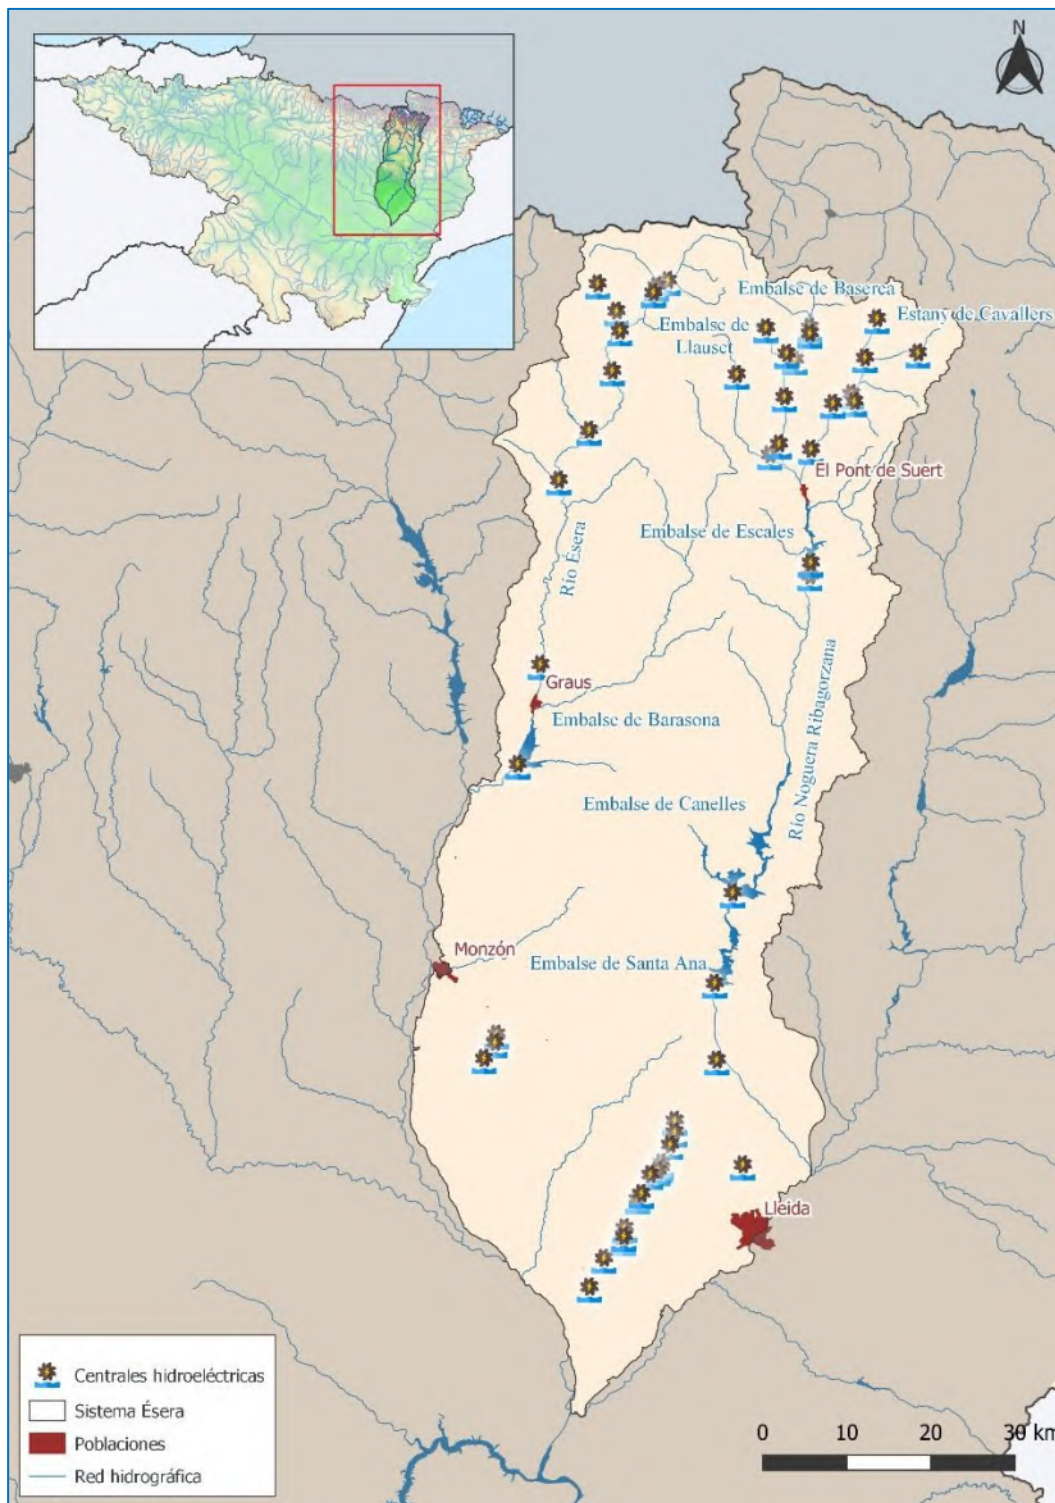 N
Embalse de Baserca
Estany de Cavallers
Embalse de
Llauset
El Pont de Suert
Embalse de Escales
Río Ésera
Graus
Embalse de Barasona
Río Noguera Ribagorzana
Embalse de Canelles
Monzón
Embalse de Santa Ana
Lleida
Centrales hidroeléctricas
Sistema Ésera
Poblaciones
Red hidrográfica
0 10 20 30 km